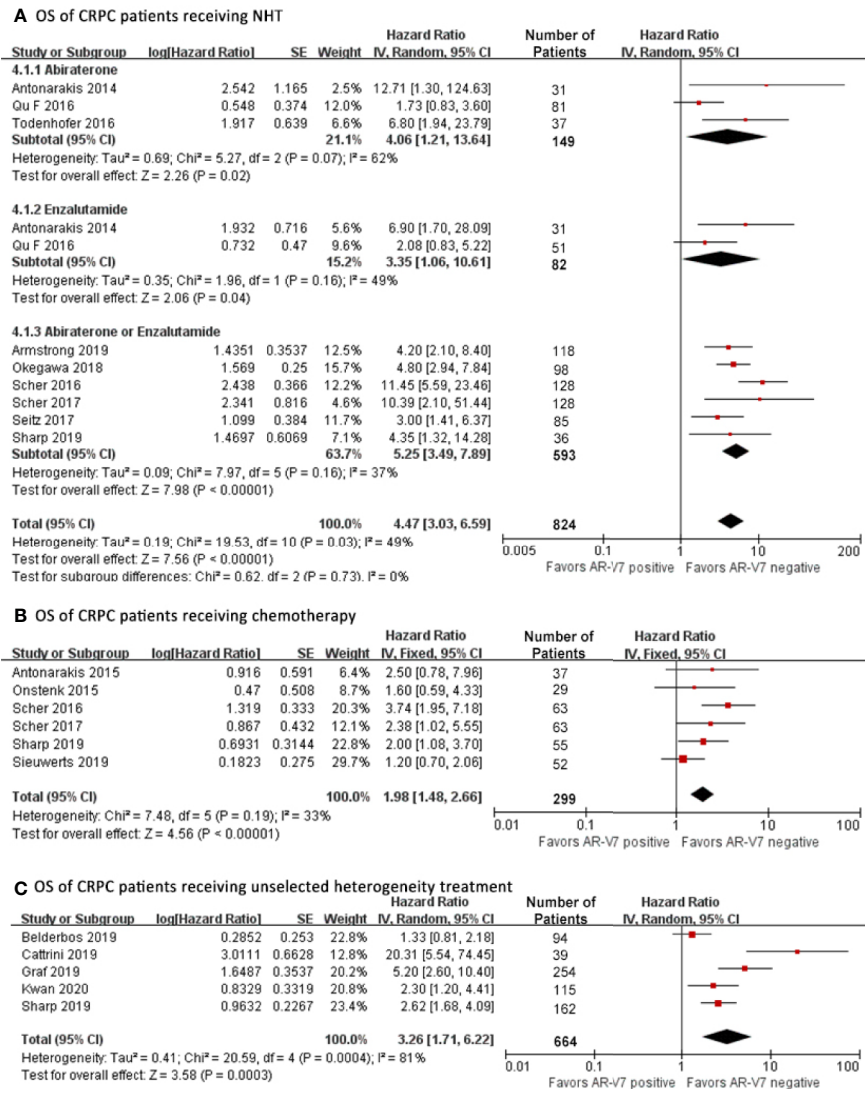 A OS of CRPC patients receiving NHT
Hazard Ratio Number of Hazard Ratio
Study or Subgroup log[Hazard Ratio] SE Weight IV, Random, 95% CI Patients IV, Random, 95% CI
4.1.1 Abiraterone
Antonarakis 2014 2.542 1.165 2.5% 12.71 [1.30, 124.63] 31
Qu F 2016 0.548 0.374 12.0% 1.73 [0.83, 3.60] 81
Todenhofer 2016 1.917 0.639 6.6% 6.80 [1.94, 23.79] 37
Subtotal (95% CI) 21.1% 4.06 [1.21, 13.64] 149
Heterogeneity: Tau² = 0.69; Chi² = 5.27, df = 2 (P = 0.07); I² = 62%
Test for overall effect: Z = 2.26 (P = 0.02)
4.1.2 Enzalutamide
Antonarakis 2014 1.932 0.716 5.6% 6.90 [1.70, 28.09] 31
Qu F 2016 0.732 0.47 9.6% 2.08 [0.83, 5.22] 51
Subtotal (95% CI) 15.2% 3.35 [1.06, 10.61] 82
Heterogeneity: Tau² = 0.35; Chi² = 1.96, df = 1 (P = 0.16); I² = 49%
Test for overall effect: Z = 2.06 (P = 0.04)
4.1.3 Abiraterone or Enzalutamide
Armstrong 2019 1.4351 0.3537 12.5% 4.20 [2.10, 8.40] 118
Okegawa 2018 1.569 0.25 15.7% 4.80 [2.94, 7.84] 98
Scher 2016 2.438 0.366 12.2% 11.45 [5.59, 23.46] 128
Scher 2017 2.341 0.816 4.6% 10.39 [2.10, 51.44] 128
Seitz 2017 1.099 0.384 11.7% 3.00 [1.41, 6.37] 85
Sharp 2019 1.4697 0.6069 7.1% 4.35 [1.32, 14.28] 36
Subtotal (95% CI) 63.7% 5.25 [3.49, 7.89] 593
Heterogeneity: Tau² = 0.09; Chi² = 7.97, df = 5 (P = 0.16); I² = 37%
Test for overall effect: Z = 7.98 (P < 0.00001)
Total (95% CI) 100.0% 4.47 [3.03, 6.59] 824
Heterogeneity: Tau² = 0.19; Chi² = 19.53, df = 10 (P = 0.03); I² = 49%
Test for overall effect: Z = 7.56 (P < 0.00001)
Test for subgroup differences: Chi² = 0.62. df = 2 (P = 0.73). I² = 0%
0.005 0.1 1 10 200
Favors AR-V7 positive Favors AR-V7 negative
B OS of CRPC patients receiving chemotherapy
Hazard Ratio Number of Hazard Ratio
Study or Subgroup log[Hazard Ratio] SE Weight IV, Fixed, 95% CI Patients IV, Fixed, 95% CI
Antonarakis 2015 0.916 0.591 6.4% 2.50 [0.78, 7.96] 37
Onstenk 2015 0.47 0.508 8.7% 1.60 [0.59, 4.33] 29
Scher 2016 1.319 0.333 20.3% 3.74 [1.95, 7.18] 63
Scher 2017 0.867 0.432 12.1% 2.38 [1.02, 5.55] 63
Sharp 2019 0.6931 0.3144 22.8% 2.00 [1.08, 3.70] 55
Sieuwerts 2019 0.1823 0.275 29.7% 1.20 [0.70, 2.06] 52
Total (95% CI) 100.0% 1.98 [1.48, 2.66] 299
Heterogeneity: Chi² = 7.48, df = 5 (P = 0.19); I² = 33%
Test for overall effect: Z = 4.56 (P < 0.00001)
0.01 0.1 1 10 100
Favors AR-V7 positive Favors AR-V7 negative
C OS of CRPC patients receiving unselected heterogeneity treatment
Hazard Ratio Number of Hazard Ratio
Study or Subgroup log[Hazard Ratio] SE Weight IV, Random, 95% CI Patients IV, Random, 95% CI
Belderbos 2019 0.2852 0.253 22.8% 1.33 [0.81, 2.18] 94
Cattrini 2019 3.0111 0.6628 12.8% 20.31 [5.54, 74.45] 39
Graf 2019 1.6487 0.3537 20.2% 5.20 [2.60, 10.40] 254
Kwan 2020 0.8329 0.3319 20.8% 2.30 [1.20, 4.41] 115
Sharp 2019 0.9632 0.2267 23.4% 2.62 [1.68, 4.09] 162
Total (95% CI) 100.0% 3.26 [1.71, 6.22] 664
Heterogeneity: Tau² = 0.41; Chi² = 20.59, df = 4 (P = 0.0004); I² = 81%
Test for overall effect: Z = 3.58 (P = 0.0003)
0.01 0.1 1 10 100
Favors AR-V7 positive Favors AR-V7 negative